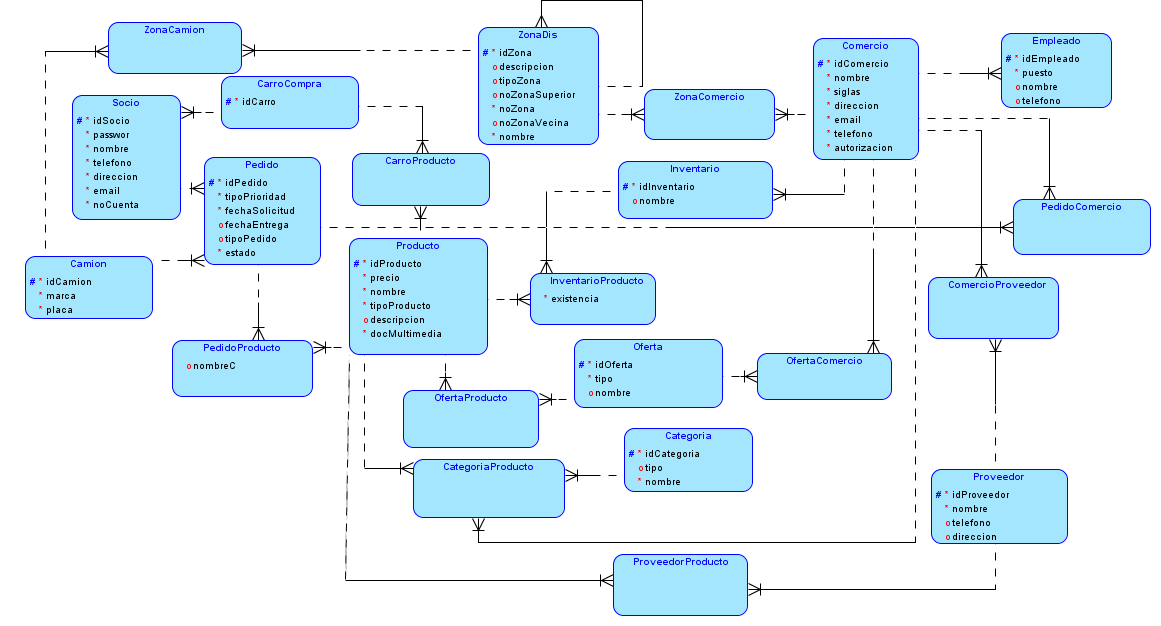 ZonaCamion
ZonaDis
# * idZona
o descripcion
o tipoZona
o noZonaSuperior
* noZona
o noZonaVecina
* nombre
Comercio
# * idComercio
* nombre
* siglas
* direccion
* email
* telefono
* autorizacion
Empleado
# * idEmpleado
* puesto
o nombre
o telefono
CarroCompra
# * idCarro
ZonaComercio
Socio
# * idSocio
* passwor
* nombre
* telefono
* direccion
* email
* noCuenta
Pedido
# * idPedido
* tipoPrioridad
* fechaSolicitud
o fechaEntrega
o tipoPedido
* estado
CarroProducto
Inventario
# * idInventario
o nombre
PedidoComercio
Camion
# * idCamion
* marca
* placa
Producto
# * idProducto
* precio
* nombre
* tipoProducto
o descripcion
* docMultimedia
InventarioProducto
* existencia
ComercioProveedor
PedidoProducto
o nombreC
Oferta
# * idOferta
* tipo
o nombre
OfertaComercio
OfertaProducto
Categoria
# * idCategoria
o tipo
* nombre
CategoriaProducto
Proveedor
# * idProveedor
* nombre
o telefono
o direccion
ProveedorProducto